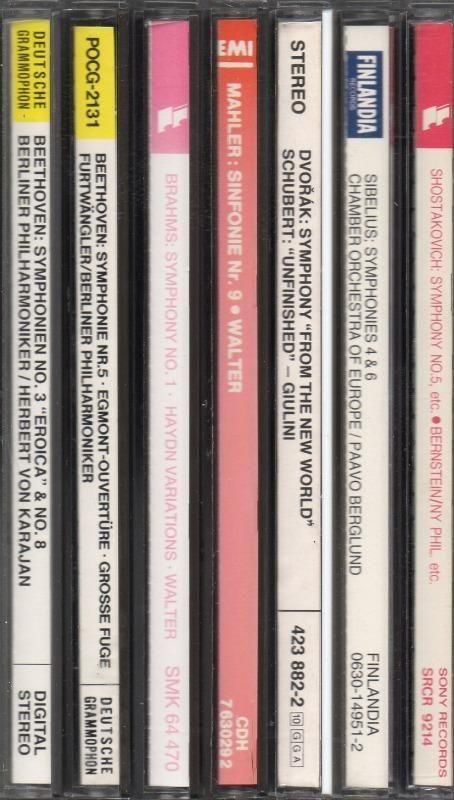 DEUTSCHE
GRAMMOPHON
BEETHOVEN: SYMPHONIEN NO. 3 "EROICA" & NO. 8
BERLINER PHILHARMONIKER / HERBERT VON KARAJAN
DIGITAL
STEREO
POCG-2131
BEETHOVEN: SYMPHONIE NR.5 · EGMONT-OUVERTÜRE · GROSSE FUGE
FURTWÄNGLER/BERLINER PHILHARMONIKER
DEUTSCHE
GRAMMOPHON
BRAHMS: SYMPHONY NO. 1 · HAYDN VARIATIONS · WALTER
SMK 64 470
EMI
MAHLER: SINFONIE Nr. 9 ● WALTER
CDH
7 63029 2
STEREO
DVOŘÁK: SYMPHONY "FROM THE NEW WORLD"
SCHUBERT: "UNFINISHED" – GIULINI
423 882-2 10 G G A
FINLANDIA
RECORDS
SIBELIUS: SYMPHONIES 4 & 6
CHAMBER ORCHESTRA OF EUROPE / PAAVO BERGLUND
FINLANDIA
0630-14951-2
SHOSTAKOVICH: SYMPHONY NO.5, etc. ● BERNSTEIN/NY PHIL. etc.
SONY RECORDS
SRCR 9214